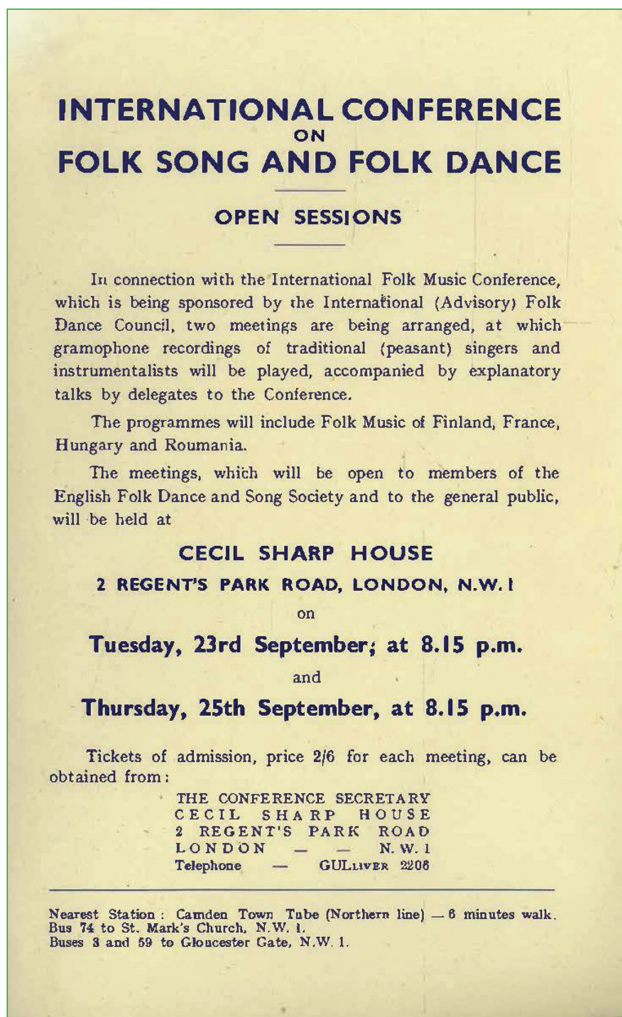 INTERNATIONAL CONFERENCE
ON
FOLK SONG AND FOLK DANCE
OPEN SESSIONS
In connection with the International Folk Music Conference,
which is being sponsored by the International (Advisory) Folk
Dance Council, two meetings are being arranged, at which
gramophone recordings of traditional (peasant) singers and
instrumentalists will be played, accompanied by explanatory
talks by delegates to the Conference.
The programmes will include Folk Music of Finland, France,
Hungary and Roumania.
The meetings, which will be open to members of the
English Folk Dance and Song Society and to the general public,
will be held at
CECIL SHARP HOUSE
2 REGENT'S PARK ROAD, LONDON, N.W.1
on
Tuesday, 23rd September, at 8.15 p.m.
and
Thursday, 25th September, at 8.15 p.m.
Tickets of admission, price 2/6 for each meeting, can be
obtained from:
THE CONFERENCE SECRETARY
CECIL SHARP HOUSE
2 REGENT'S PARK ROAD
LONDON — — N.W.1
Telephone — GULLIVER 2206
Nearest Station : Camden Town Tube (Northern line) — 6 minutes walk.
Bus 74 to St. Mark's Church, N.W. 1.
Buses 3 and 59 to Gloucester Gate, N.W. 1.